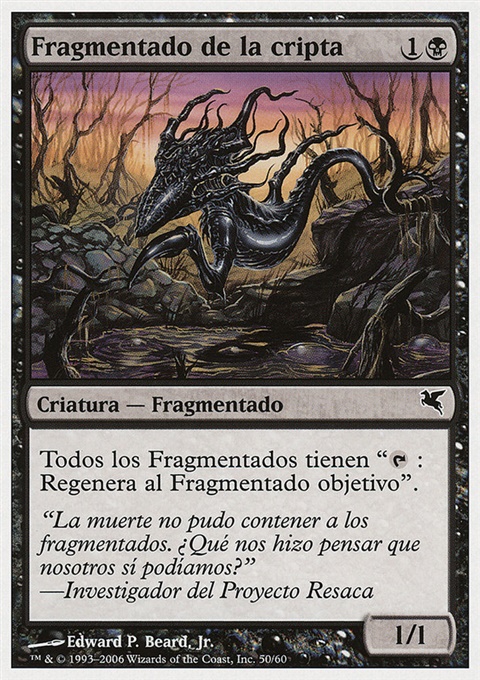 Fragmentado de la cripta 1
Criatura — Fragmentado
Todos los Fragmentados tienen “ :
Regenera al Fragmentado objetivo”.
“La muerte no pudo contener a los
fragmentados. ¿Qué nos hizo pensar que
nosotros sí podíamos?”
—Investigador del Proyecto Resaca
Edward P. Beard, Jr.
1/1
™ & © 1993–2006 Wizards of the Coast, Inc. 50/60